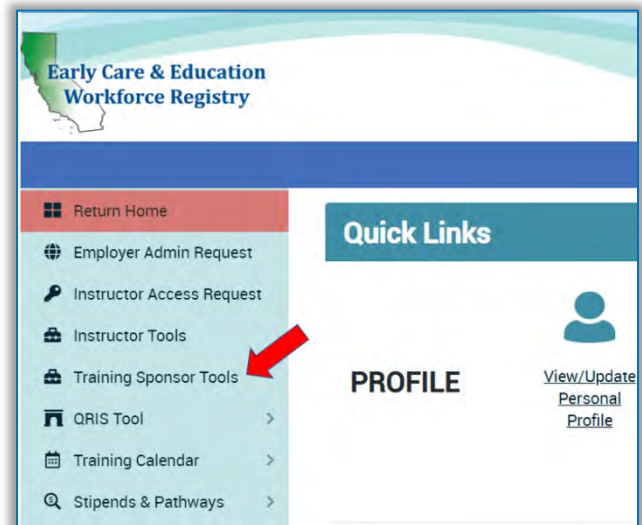 Early Care & Education
Workforce Registry
Return Home
Employer Admin Request
Instructor Access Request
Instructor Tools
Training Sponsor Tools
QRIS Tool
Training Calendar
Stipends & Pathways
Quick Links
PROFILE
View/Update
Personal
Profile